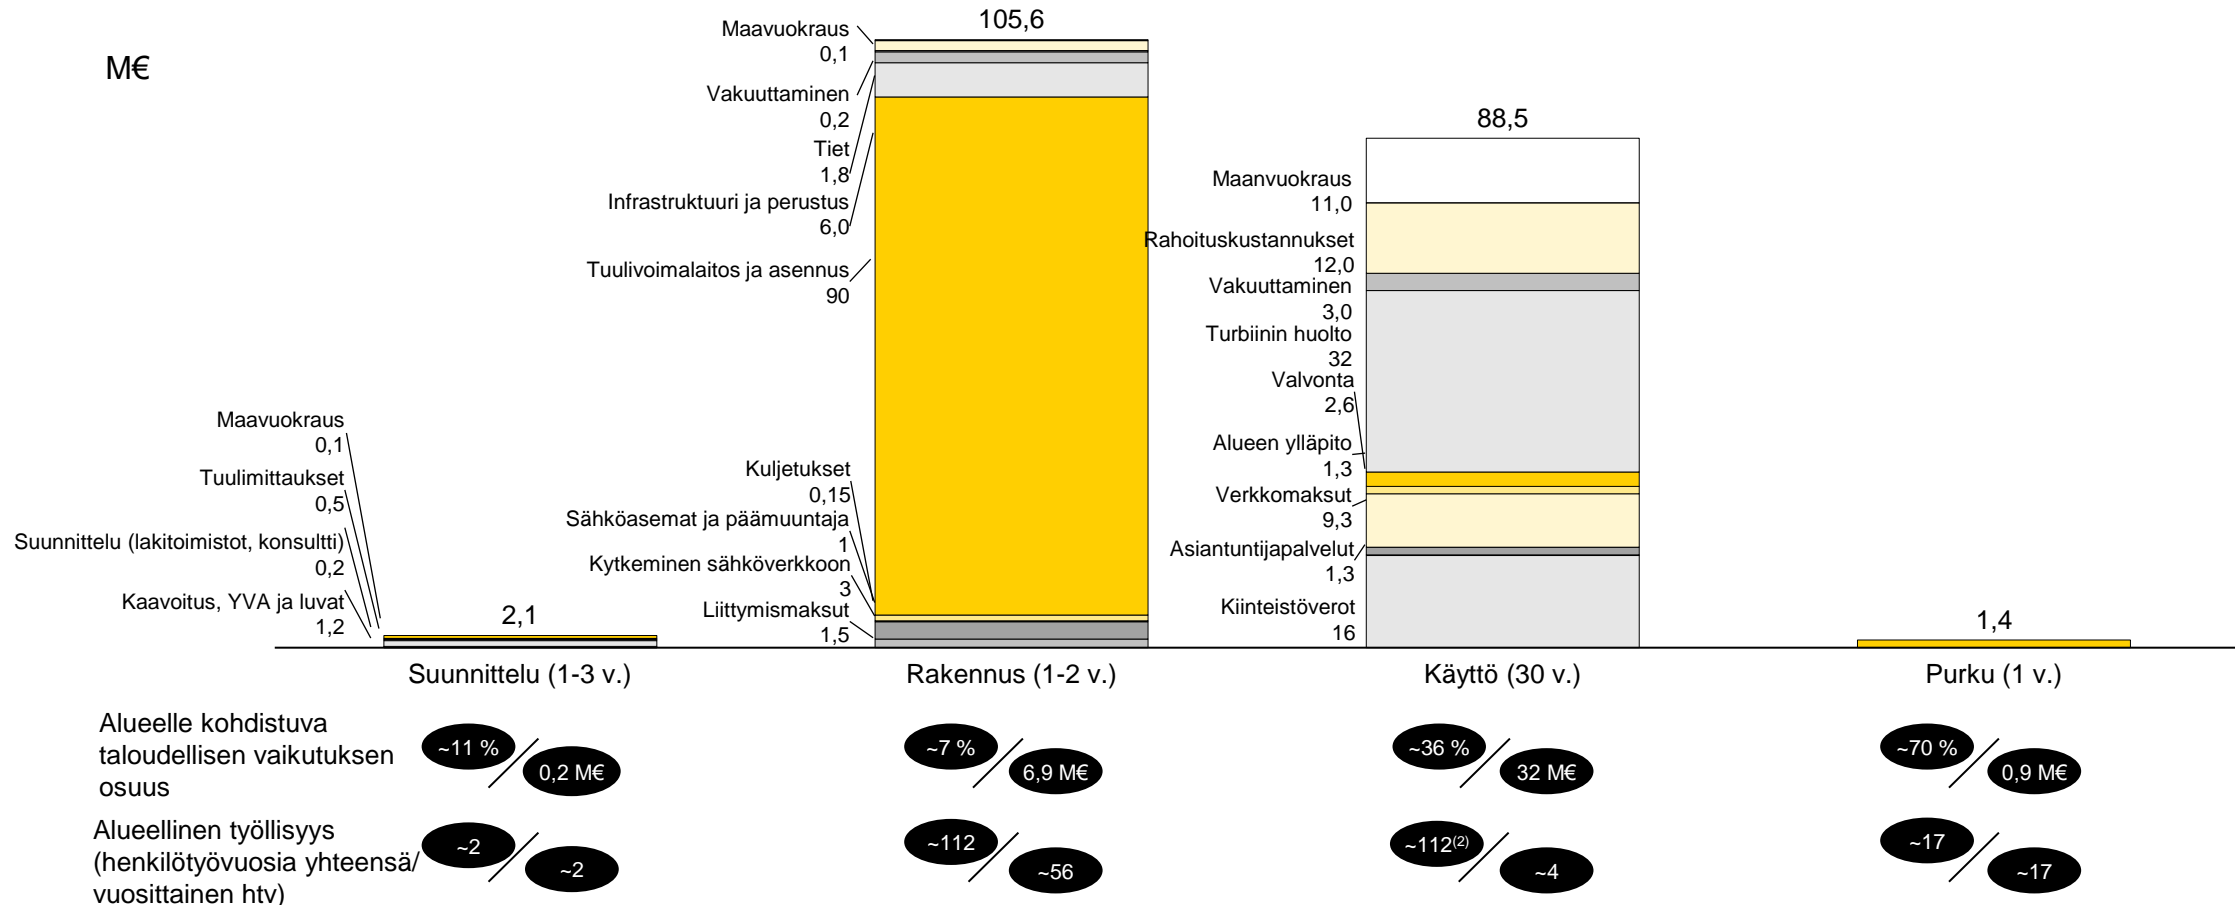 M€
Maavuokraus
0,1
Tuulimittaukset
0,5
Suunnittelu (lakitoimistot, konsultti)
0,2
Kaavoitus, YVA ja luvat
1,2
2,1
Suunnittelu (1-3 v.)
105,6
Maavuokraus
0,1
Vakuuttaminen
0,2
Tiet
1,8
Infrastruktuuri ja perustus
6,0
Tuulivoimalaitos ja asennus
90
Kuljetukset
0,15
Sähköasemat ja päämuuntaja
1
Kytkeminen sähköverkkoon
3
Liittymismaksut
1,5
Rakennus (1-2 v.)
88,5
Maanvuokraus
11,0
Rahoituskustannukset
12,0
Vakuuttaminen
3,0
Turbiinin huolto
32
Valvonta
2,6
Alueen ylläpito
1,3
Verkkomaksut
9,3
Asiantuntijapalvelut
1,3
Kiinteistöverot
16
Käyttö (30 v.)
1,4
Purku (1 v.)
Alueelle kohdistuva
taloudellisen vaikutuksen
osuus
~11 %
0,2 M€
~7 %
6,9 M€
~36 %
32 M€
~70 %
0,9 M€
Alueellinen työllisyys
(henkilötyövuosia yhteensä/
vuosittainen htv)
~2
~2
~112
~56
~112(2)
~4
~17
~17